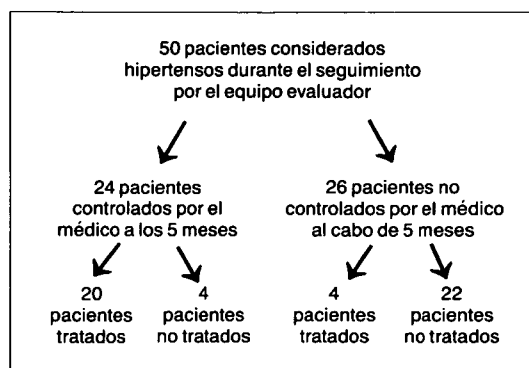 50 pacientes considerados
hipertensos durante el seguimiento
por el equipo evaluador
24 pacientes
controlados por el
médico a los 5 meses
26 pacientes no
controlados por el médico
al cabo de 5 meses
20
pacientes
tratados
4
pacientes
no tratados
4
pacientes
tratados
22
pacientes
no tratados